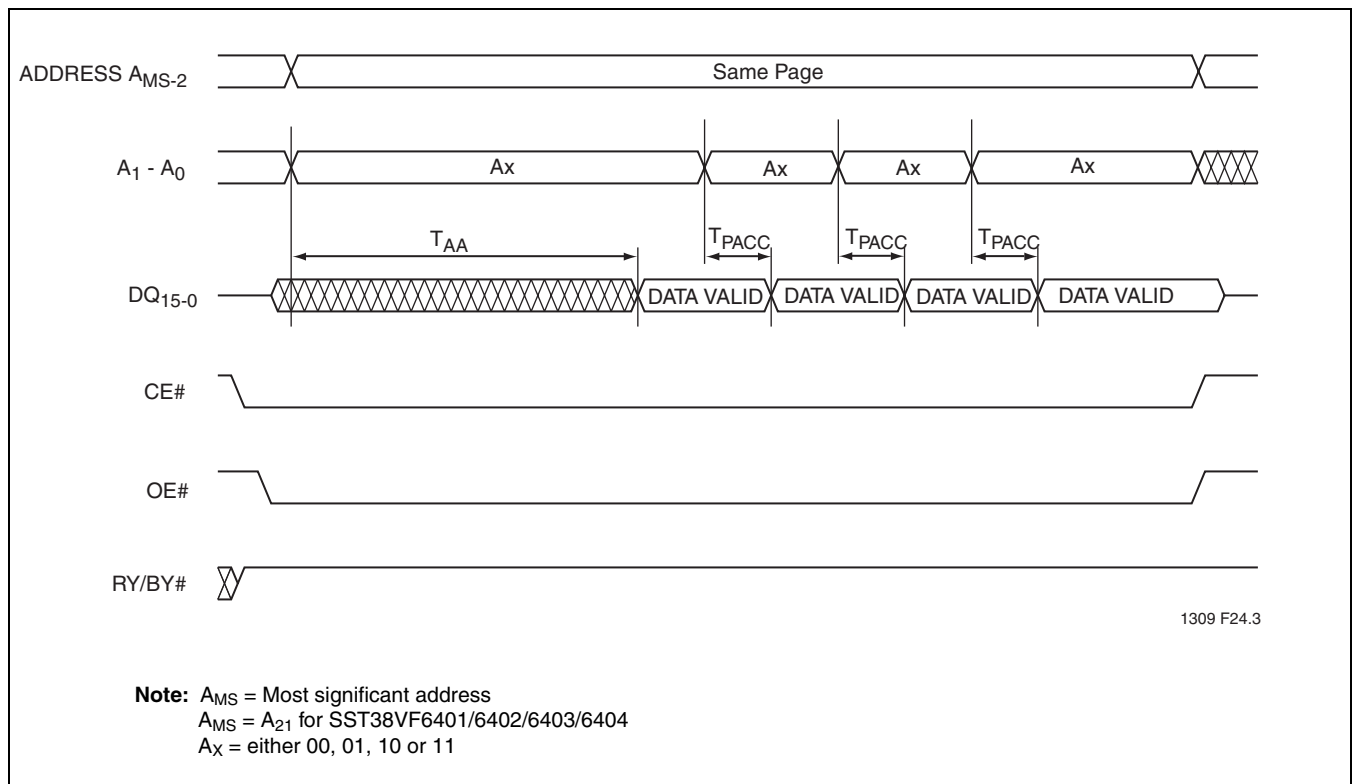 ADDRESS AMS-2
Same Page
A1 - A0
Ax
Ax
Ax
Ax
TAA
TPACC
TPACC
TPACC
DQ15-0
DATA VALID
DATA VALID
DATA VALID
DATA VALID
CE#
OE#
RY/BY#
1309 F24.3
Note: AMS = Most significant address
AMS = A21 for SST38VF6401/6402/6403/6404
AX = either 00, 01, 10 or 11